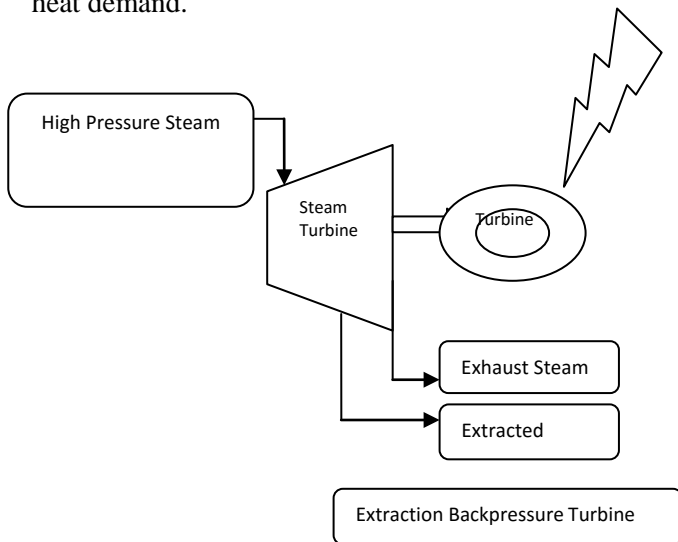 heat demand.
High Pressure Steam
Steam
Turbine
Turbine
Exhaust Steam
Extracted
Extraction Backpressure Turbine